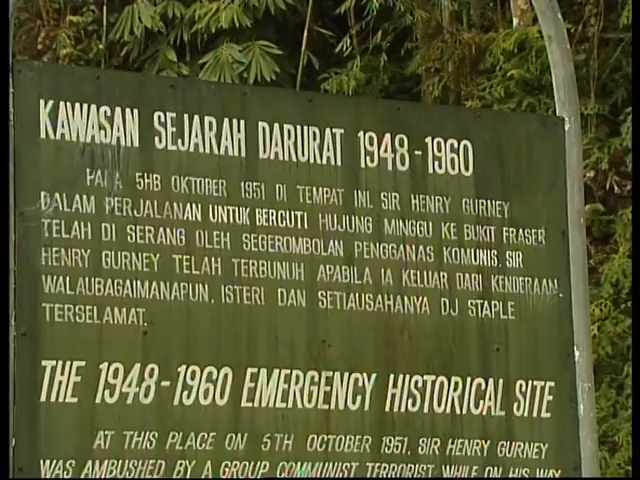 KAWASAN SEJARAH DARURAT 1948-1960
PADA 5HB OKTOBER 1951 DI TEMPAT INI, SIR HENRY GURNEY
DALAM PERJALANAN UNTUK BERCUTI HUJUNG MINGGU KE BUKIT FRASER
TELAH DI SERANG OLEH SEGEROMBOLAN PENGGANAS KOMUNIS. SIR
HENRY GURNEY TELAH TERBUNUH APABILA IA KELUAR DARI KENDERAAN.
WALAUBAGAIMANAPUN, ISTERI DAN SETIAUSAHANYA DJ STAPLE
TERSELAMAT.
THE 1948-1960 EMERGENCY HISTORICAL SITE
AT THIS PLACE ON 5TH OCTOBER 1951, SIR HENRY GURNEY
WAS AMBUSHED BY A GROUP COMMUNIST TERRORIST WHILE ON HIS WAY